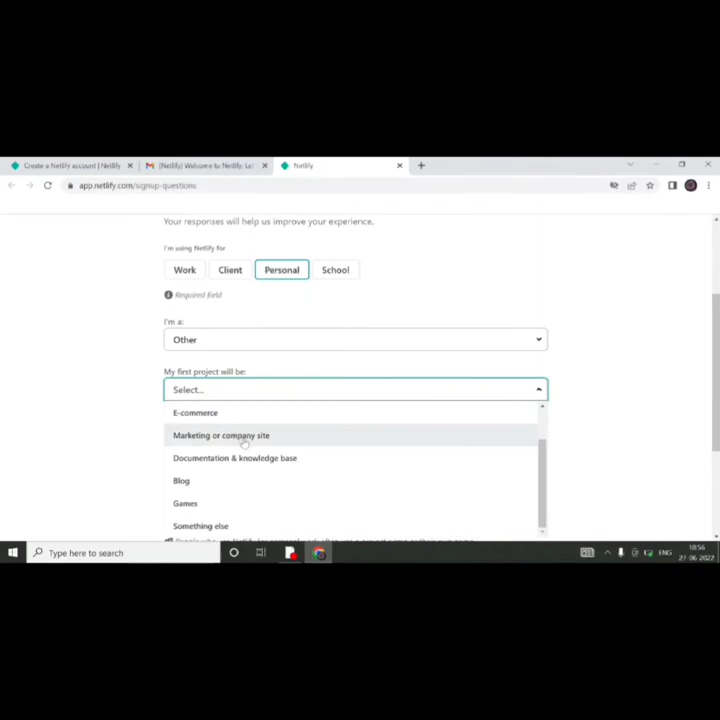 Create a Netlify account | Netlify
[Netlify] Welcome to Netlify. Let
Netlify
app.netlify.com/signup-questions
Your responses will help us improve your experience.
I'm using Netlify for
Work Client Personal School
Required field
I'm a:
Other
My first project will be:
Select...
E-commerce
Marketing or company site
Documentation & knowledge base
Blog
Games
Something else
Type here to search
ENG
18:56
27-06-2022